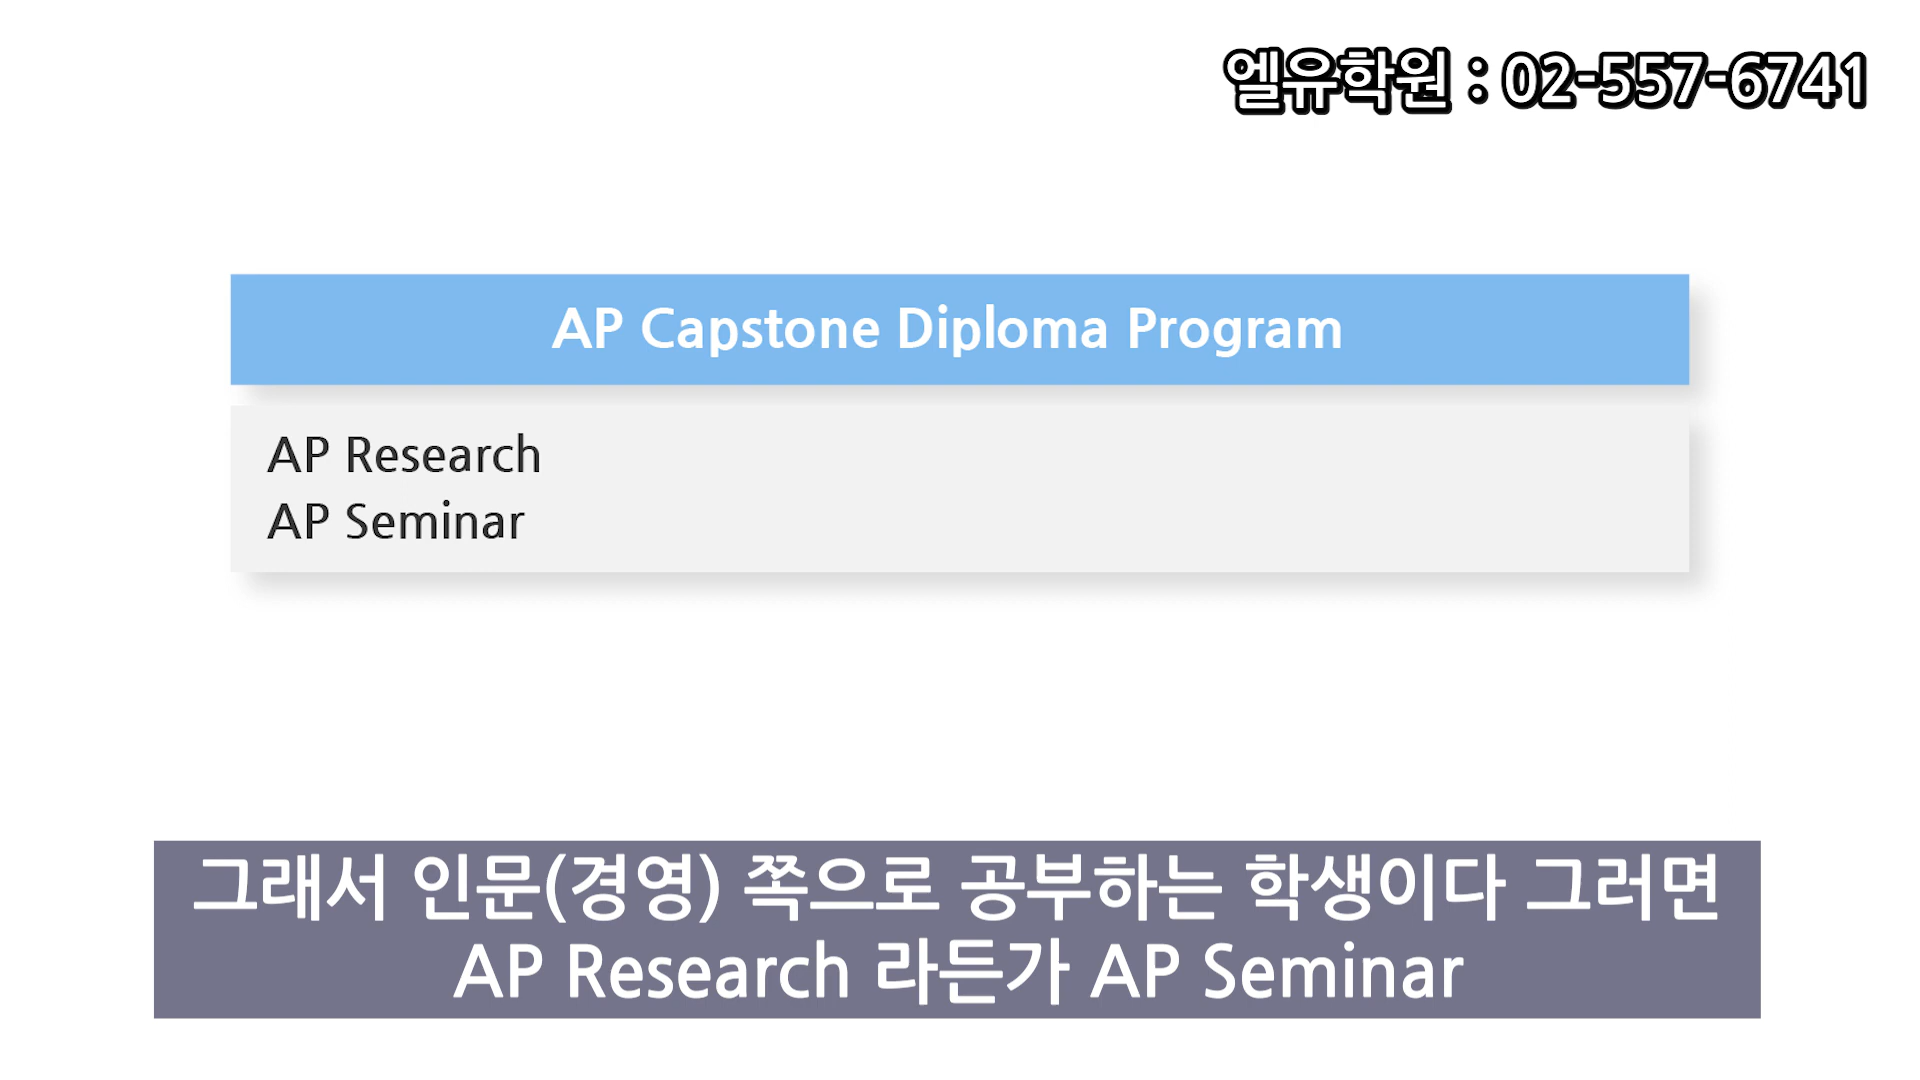 엘유학원 : 02-557-6741
AP Capstone Diploma Program
AP Research
AP Seminar
그래서 인문(경영) 쪽으로 공부하는 학생이다 그러면
AP Research 라든가 AP Seminar